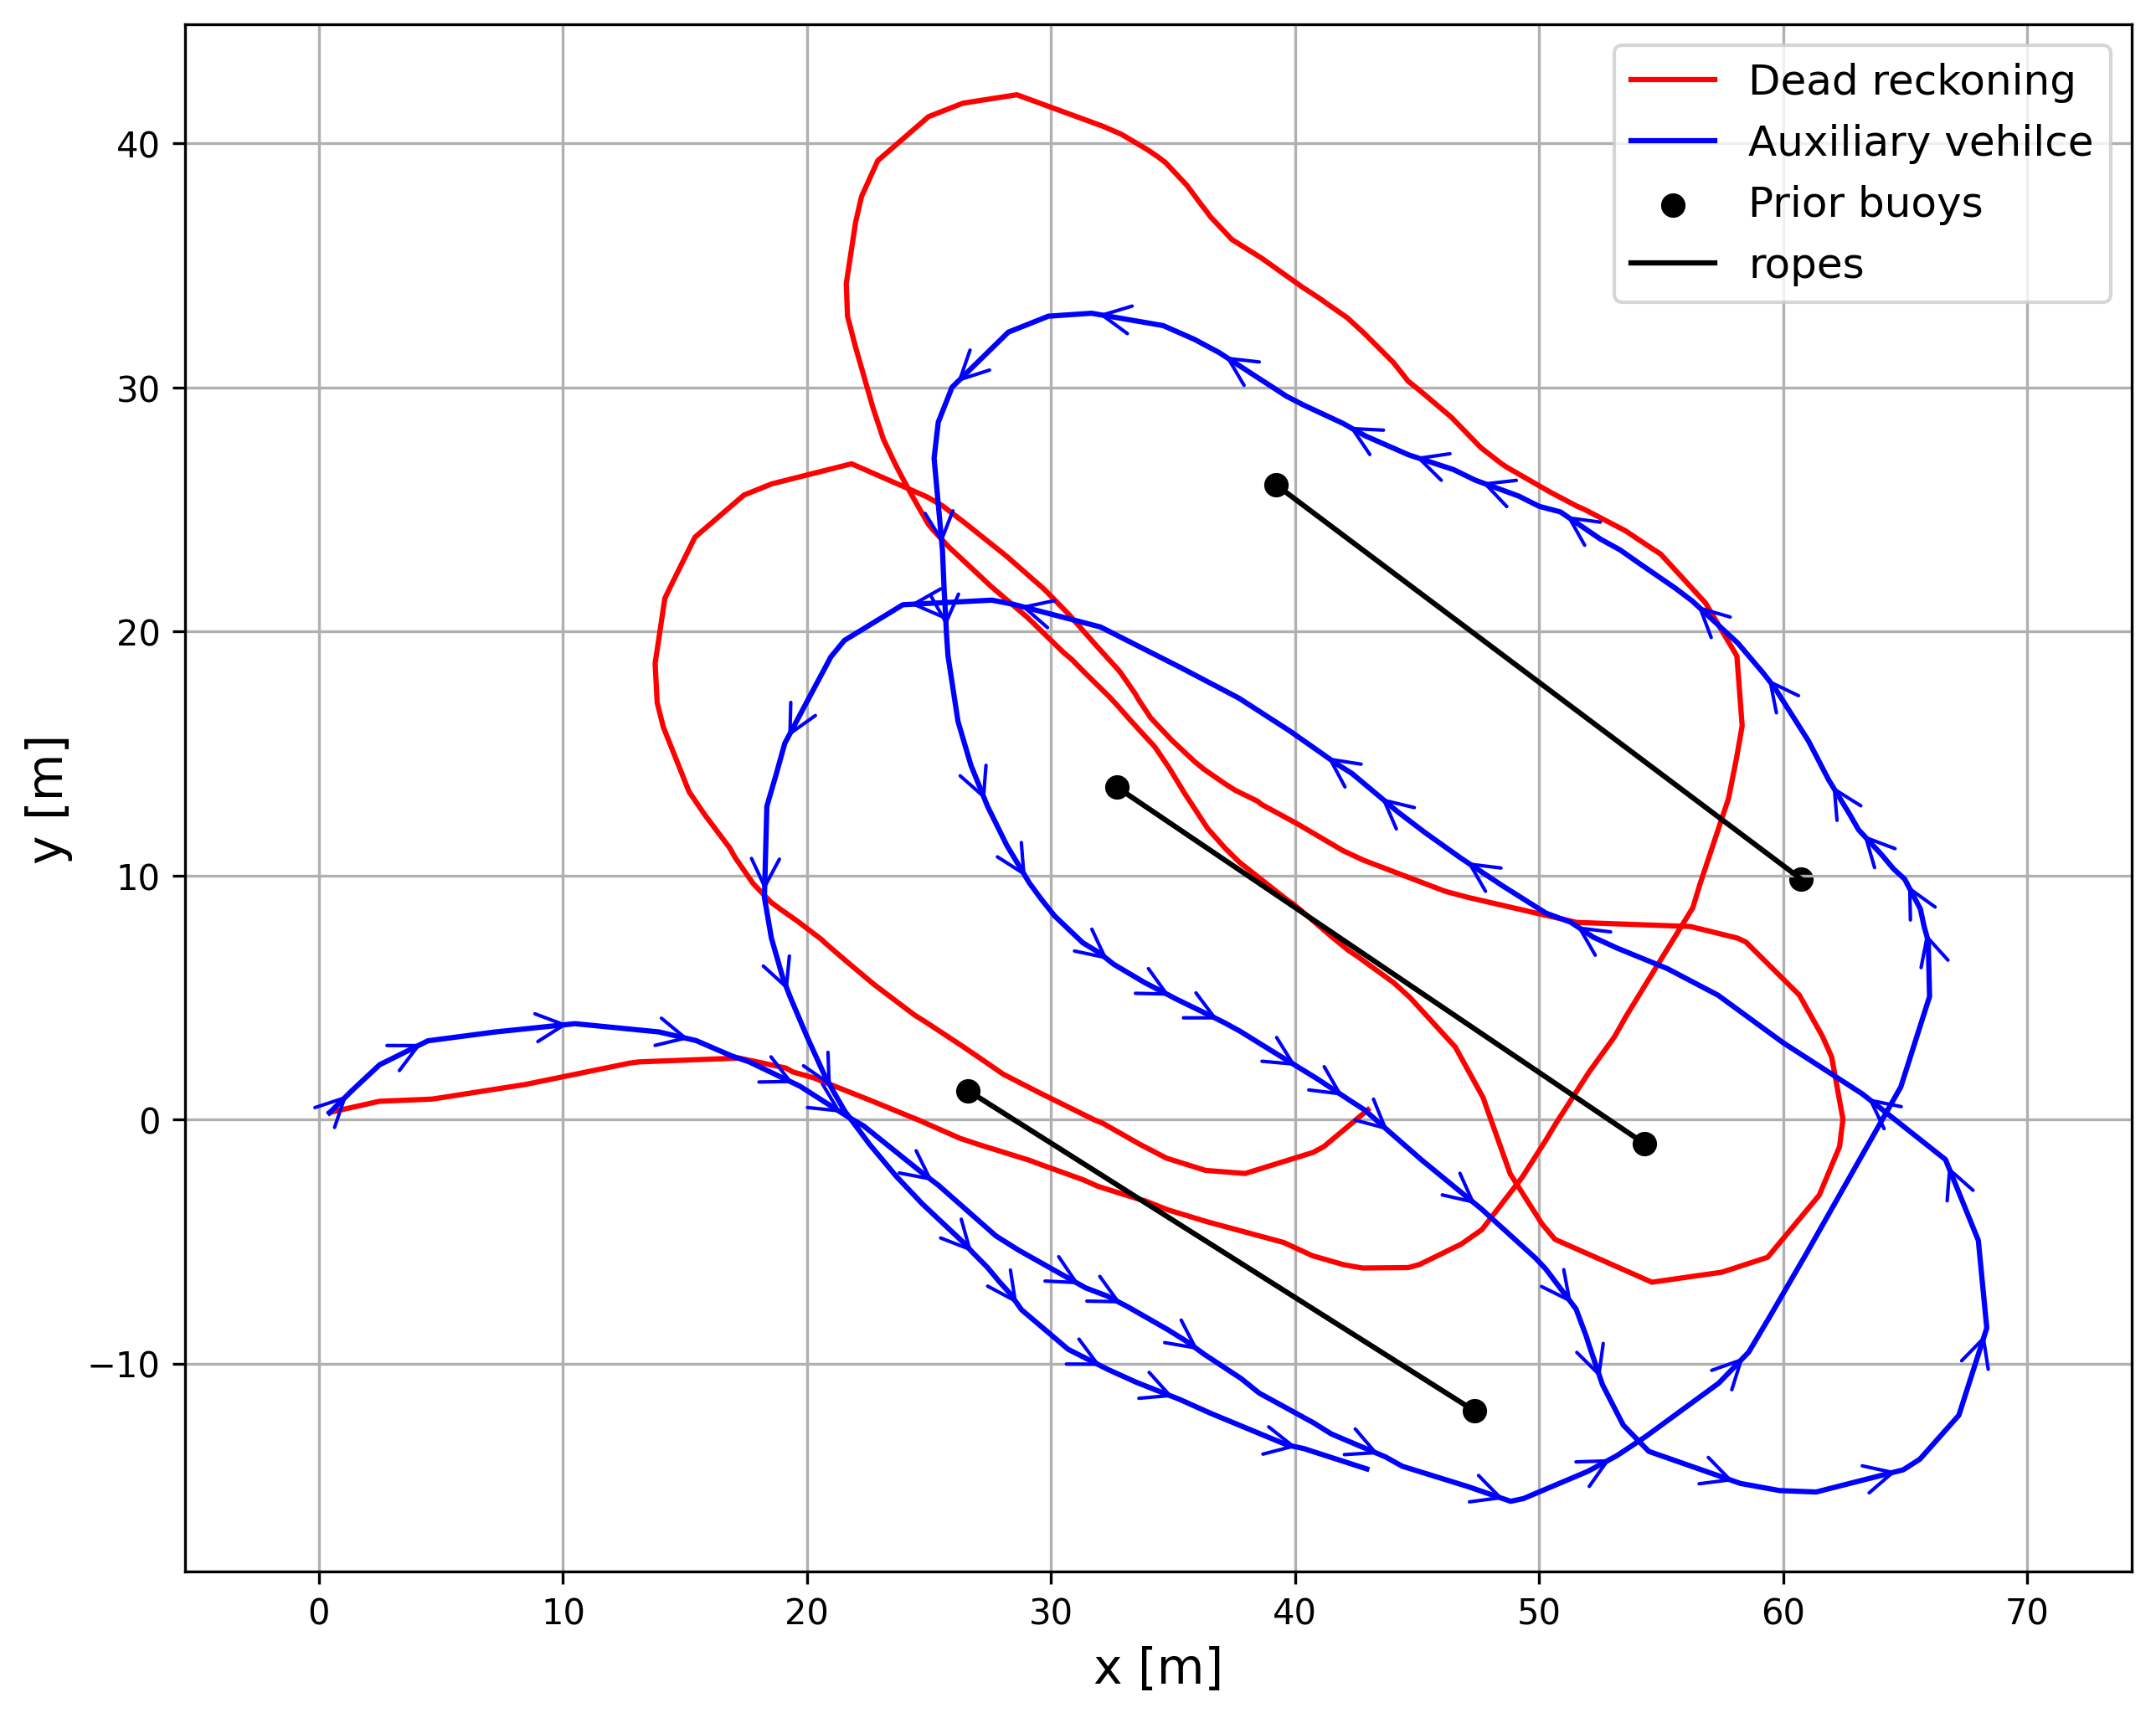 Dead reckoning
Auxiliary vehilce
Prior buoys
ropes
40
30
20
10
0
−10
y [m]
0 10 20 30 40 50 60 70
x [m]